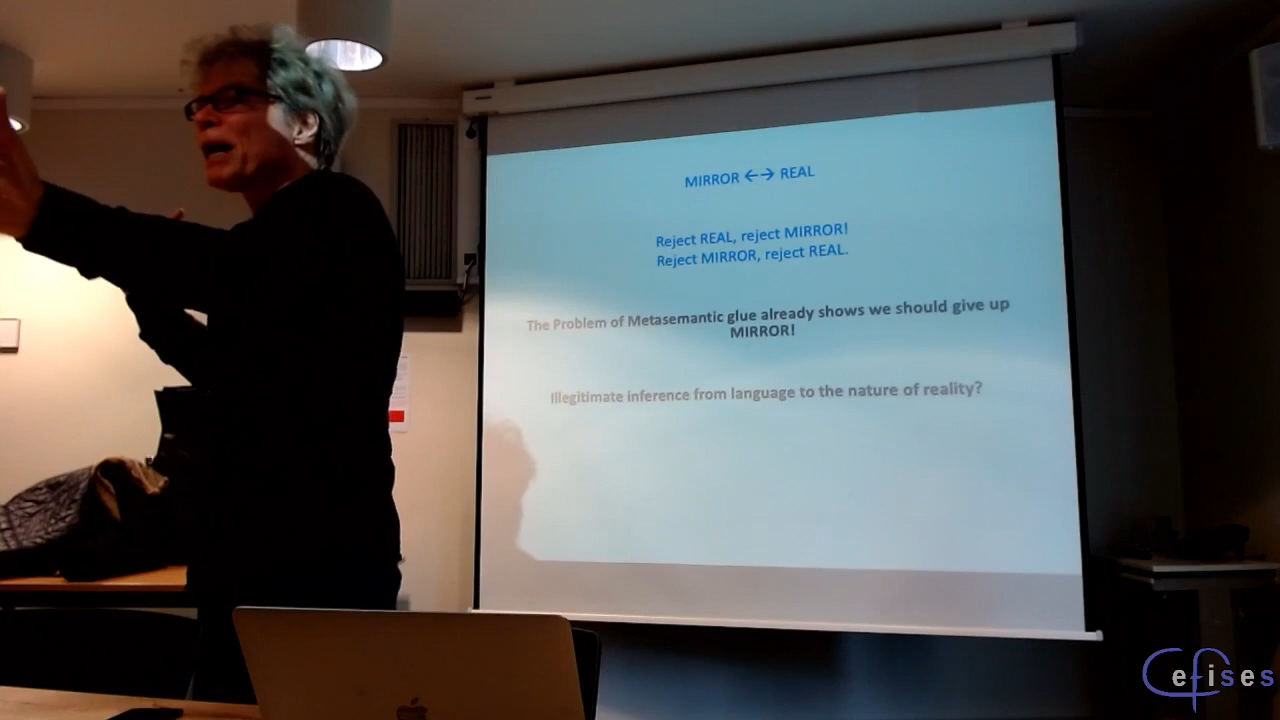 MIRROR ←→ REAL
Reject REAL, reject MIRROR!
Reject MIRROR, reject REAL.
The Problem of Metasemantic glue already shows we should give up
MIRROR!
Illegitimate inference from language to the nature of reality?
Cefises